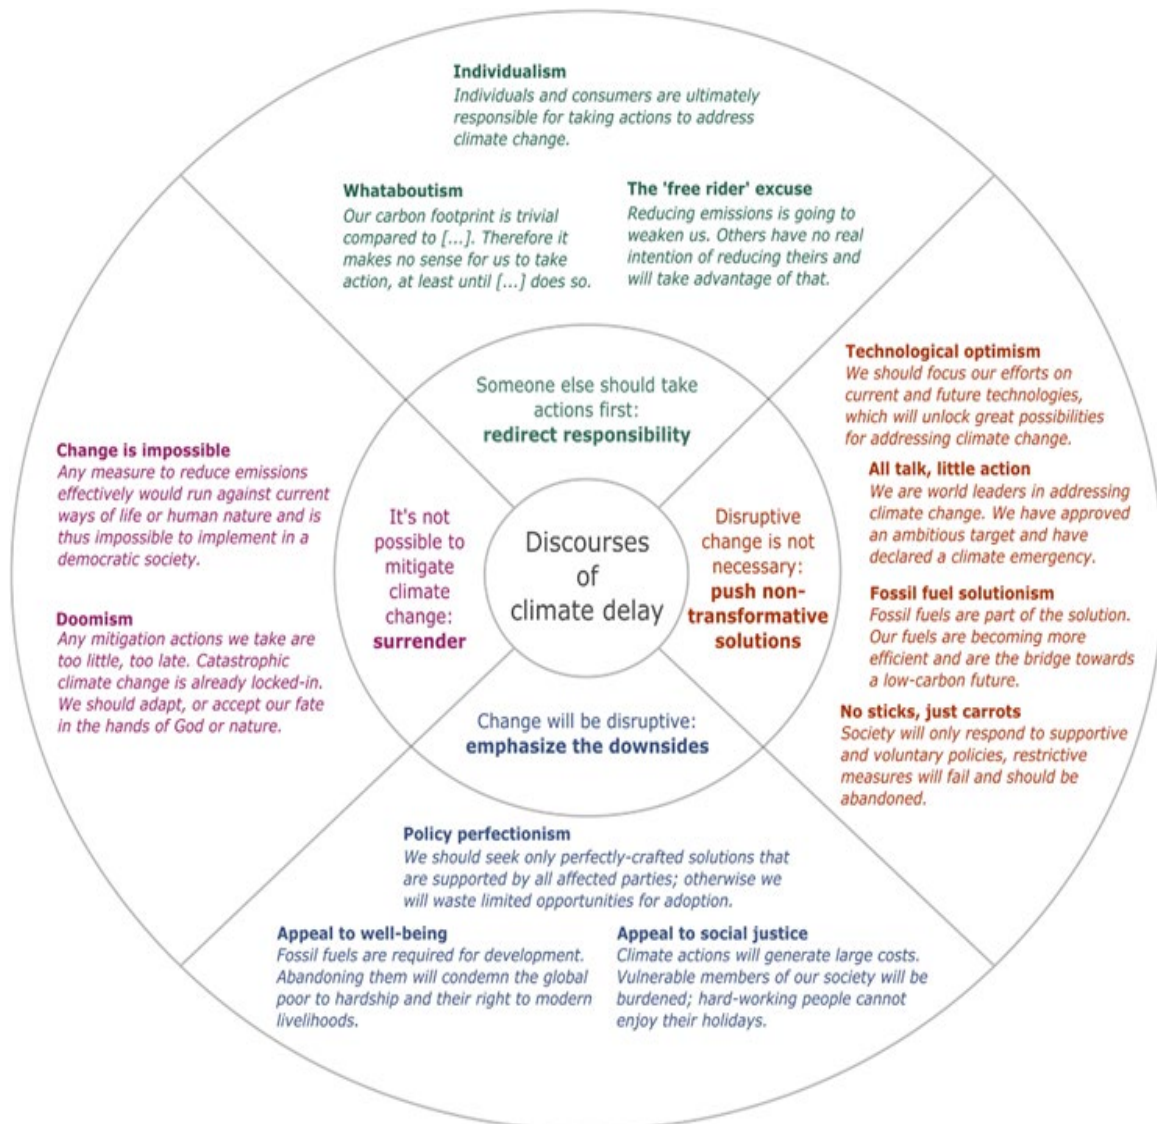 Individualism
Individuals and consumers are ultimately
responsible for taking actions to address
climate change.
Whataboutism
Our carbon footprint is trivial
compared to [...]. Therefore it
makes no sense for us to take
action, at least until [...] does so.
The 'free rider' excuse
Reducing emissions is going to
weaken us. Others have no real
intention of reducing theirs and
will take advantage of that.
Someone else should take
actions first:
redirect responsibility
Technological optimism
We should focus our efforts on
current and future technologies,
which will unlock great possibilities
for addressing climate change.
All talk, little action
We are world leaders in addressing
climate change. We have approved
an ambitious target and have
declared a climate emergency.
Fossil fuel solutionism
Fossil fuels are part of the solution.
Our fuels are becoming more
efficient and are the bridge towards
a low-carbon future.
No sticks, just carrots
Society will only respond to supportive
and voluntary policies, restrictive
measures will fail and should be
abandoned.
Change is impossible
Any measure to reduce emissions
effectively would run against current
ways of life or human nature and is
thus impossible to implement in a
democratic society.
Doomism
Any mitigation actions we take are
too little, too late. Catastrophic
climate change is already locked-in.
We should adapt, or accept our fate
in the hands of God or nature.
It's not
possible to
mitigate
climate
change:
surrender
Discourses
of
climate delay
Disruptive
change is not
necessary:
push non-
transformative
solutions
Change will be disruptive:
emphasize the downsides
Policy perfectionism
We should seek only perfectly-crafted solutions that
are supported by all affected parties; otherwise we
will waste limited opportunities for adoption.
Appeal to well-being
Fossil fuels are required for development.
Abandoning them will condemn the global
poor to hardship and their right to modern
livelihoods.
Appeal to social justice
Climate actions will generate large costs.
Vulnerable members of our society will be
burdened; hard-working people cannot
enjoy their holidays.